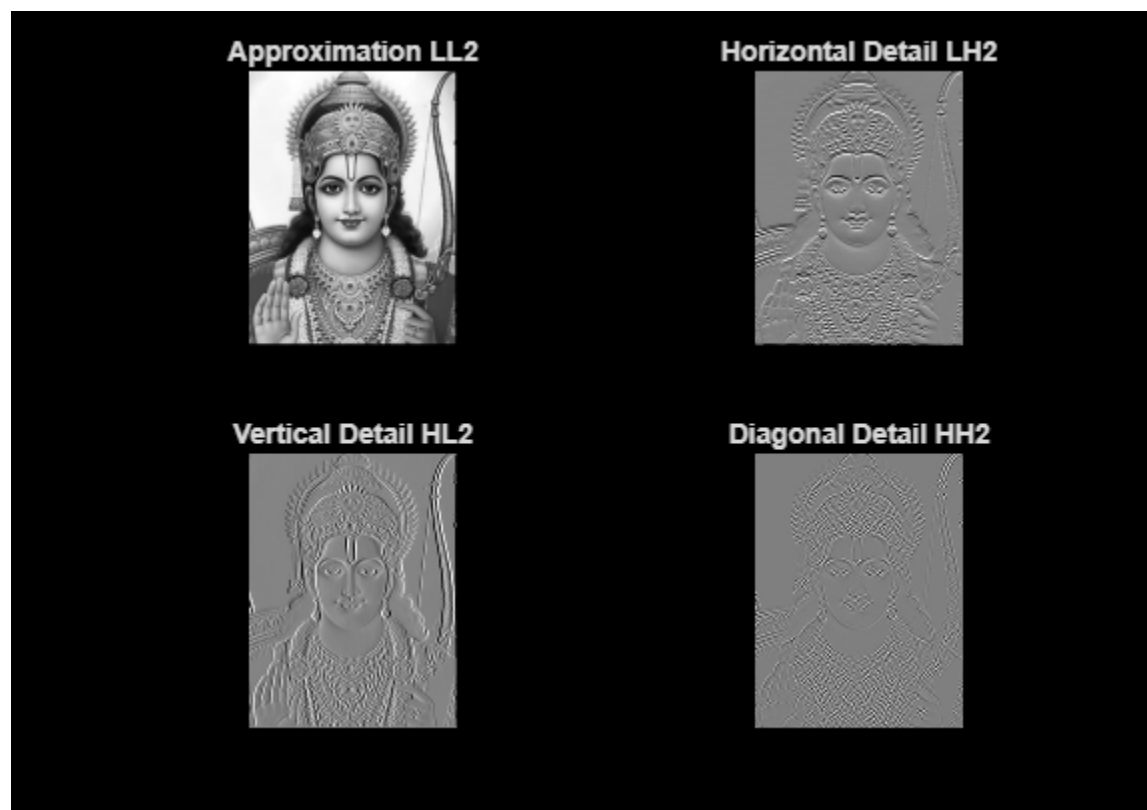 Approximation LL2
Horizontal Detail LH2
Vertical Detail HL2
Diagonal Detail HH2